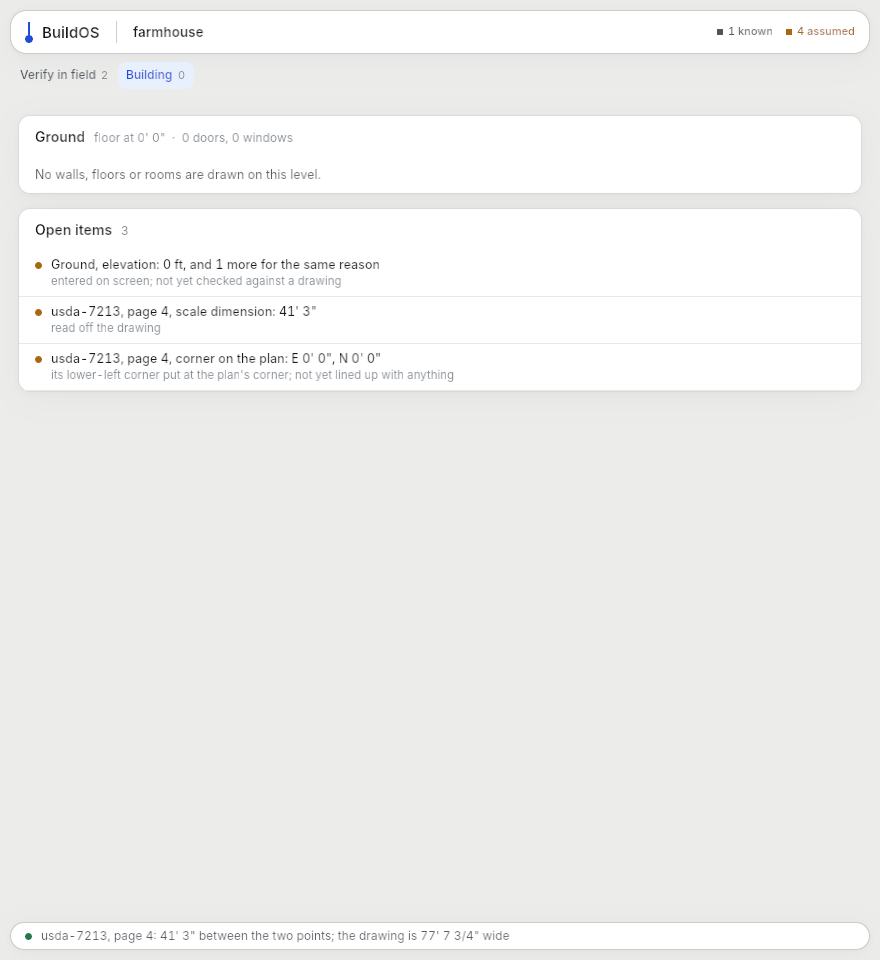 BuildOS
farmhouse
1 known
4 assumed
Verify in field 2
Building 0
Ground floor at 0' 0" · 0 doors, 0 windows
No walls, floors or rooms are drawn on this level.
Open items 3
Ground, elevation: 0 ft, and 1 more for the same reason
entered on screen; not yet checked against a drawing
usda-7213, page 4, scale dimension: 41' 3"
read off the drawing
usda-7213, page 4, corner on the plan: E 0' 0", N 0' 0"
its lower-left corner put at the plan's corner; not yet lined up with anything
usda-7213, page 4: 41' 3" between the two points; the drawing is 77' 7 3/4" wide